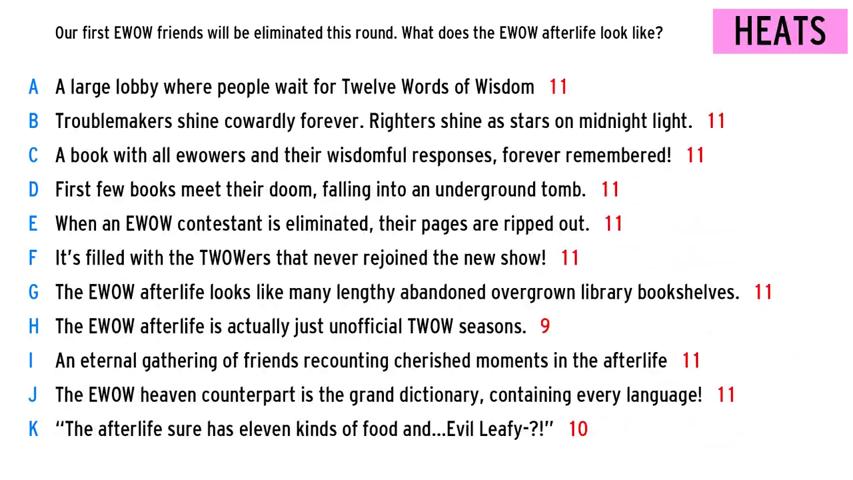 Our first EWOW friends will be eliminated this round. What does the EWOW afterlife look like?
HEATS
A A large lobby where people wait for Twelve Words of Wisdom 11
B Troublemakers shine cowardly forever. Righters shine as stars on midnight light. 11
C A book with all ewowers and their wisdomful responses, forever remembered! 11
D First few books meet their doom, falling into an underground tomb. 11
E When an EWOW contestant is eliminated, their pages are ripped out. 11
F It's filled with the TWOWers that never rejoined the new show! 11
G The EWOW afterlife looks like many lengthy abandoned overgrown library bookshelves. 11
H The EWOW afterlife is actually just unofficial TWOW seasons. 9
I An eternal gathering of friends recounting cherished moments in the afterlife 11
J The EWOW heaven counterpart is the grand dictionary, containing every language! 11
K “The afterlife sure has eleven kinds of food and...Evil Leafy-?!” 10